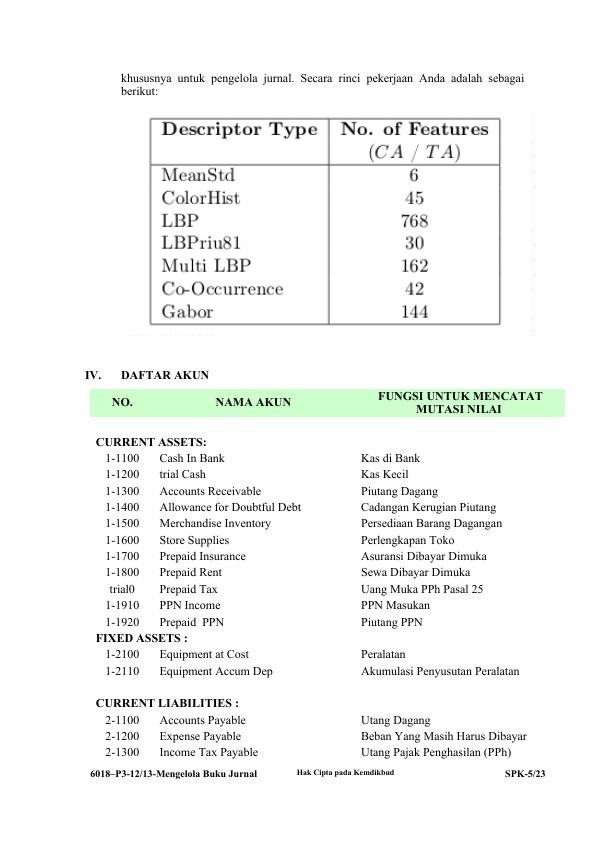 khususnya untuk pengelola jurnal. Secara rinci pekerjaan Anda adalah sebagai
berikut:
Descriptor Type No. of Features
(CA / TA)
MeanStd 6
ColorHist 45
LBP 768
LBPriu81 30
Multi LBP 162
Co-Occurrence 42
Gabor 144
IV. DAFTAR AKUN
NO. NAMA AKUN FUNGSI UNTUK MENCATAT
MUTASI NILAI
CURRENT ASSETS:
1-1100 Cash In Bank Kas di Bank
1-1200 trial Cash Kas Kecil
1-1300 Accounts Receivable Piutang Dagang
1-1400 Allowance for Doubtful Debt Cadangan Kerugian Piutang
1-1500 Merchandise Inventory Persediaan Barang Dagangan
1-1600 Store Supplies Perlengkapan Toko
1-1700 Prepaid Insurance Asuransi Dibayar Dimuka
1-1800 Prepaid Rent Sewa Dibayar Dimuka
trial0 Prepaid Tax Uang Muka PPh Pasal 25
1-1910 PPN Income PPN Masukan
1-1920 Prepaid PPN Piutang PPN
FIXED ASSETS :
1-2100 Equipment at Cost Peralatan
1-2110 Equipment Accum Dep Akumulasi Penyusutan Peralatan
CURRENT LIABILITIES :
2-1100 Accounts Payable Utang Dagang
2-1200 Expense Payable Beban Yang Masih Harus Dibayar
2-1300 Income Tax Payable Utang Pajak Penghasilan (PPh)
6018–P3-12/13-Mengelola Buku Jurnal Hak Cipta pada Kemdikbud SPK-5/23